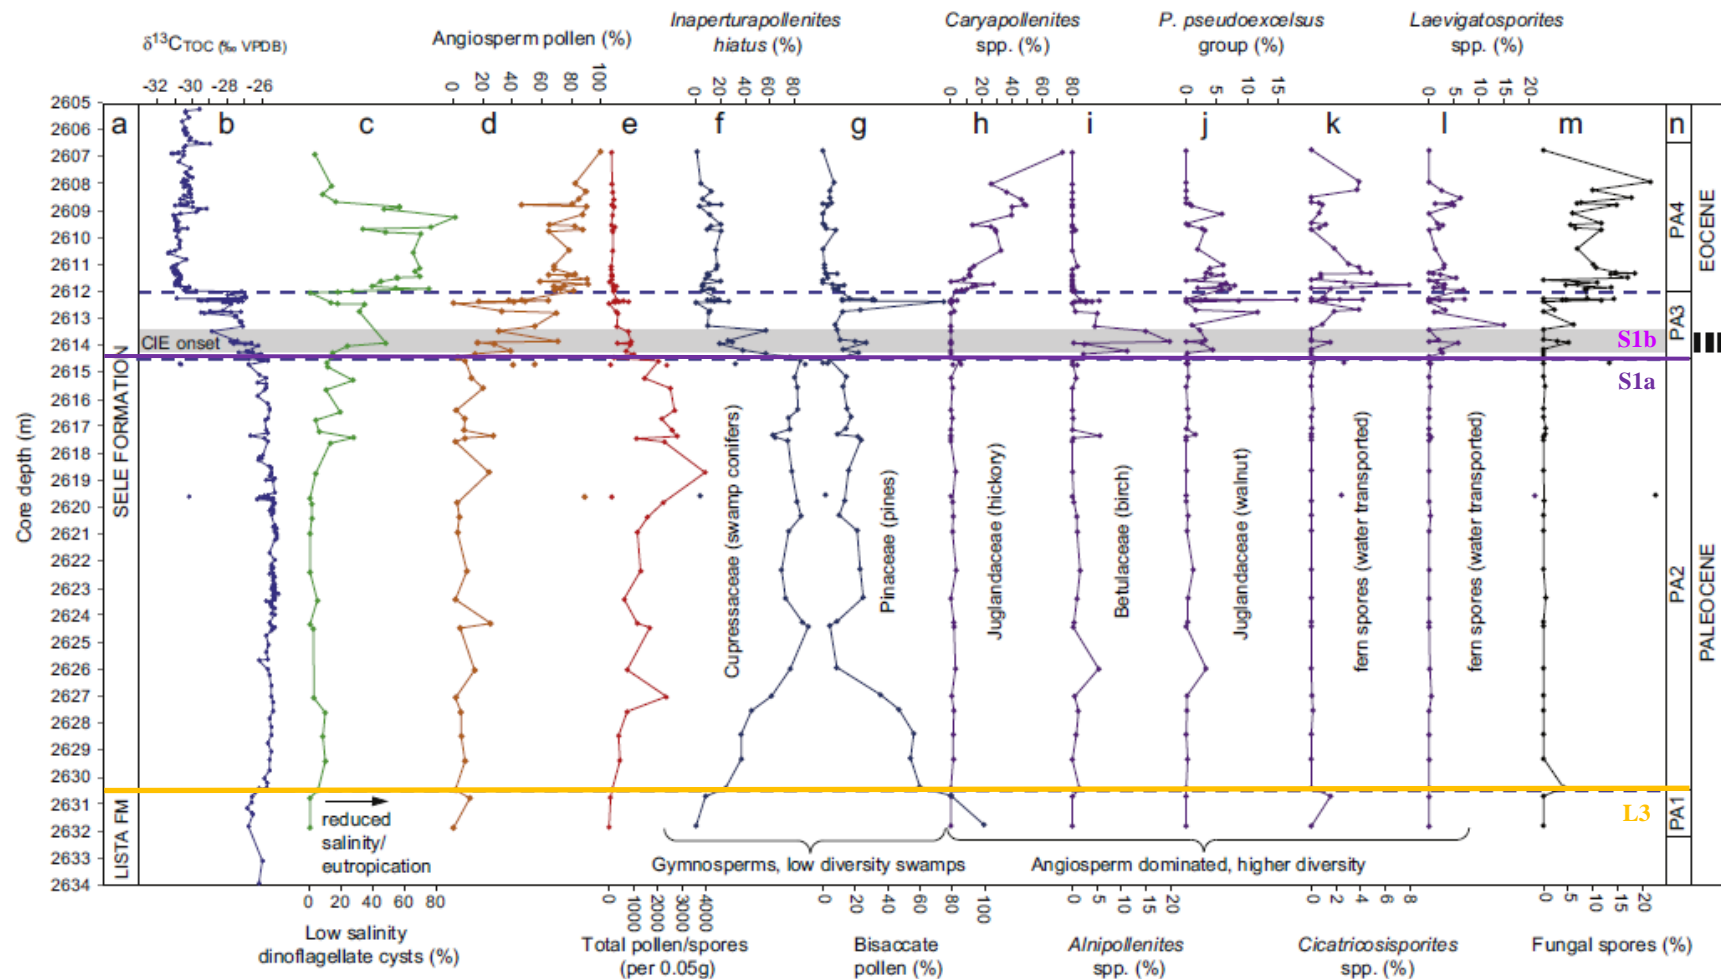 Inaperturapollenites
hiatus (%)
Caryapollenites
spp. (%)
P. pseudoexcelsus
group (%)
Laevigatosporites
spp. (%)
δ13CTOC (‰ VPDB)
Angiosperm pollen (%)
-32 -30 -28 -26
0 20 40 60 80 100
0 20 40 60 80
0 20 40 60 80
0 5 10 15
0 5 10 15 20
a b c d e f g h i j k l m n
2605
2606
2607
2608
2609
2610
2611
2612
2613
2614
2615
2616
2617
2618
2619
2620
2621
2622
2623
2624
2625
2626
2627
2628
2629
2630
2631
2632
2633
2634
Core depth (m)
SELE FORMATION
LISTA FM
CIE onset
S1b
S1a
L3
Cupressaceae (swamp conifers)
Pinaceae (pines)
Juglandaceae (hickory)
Betulaceae (birch)
Juglandaceae (walnut)
fern spores (water transported)
fern spores (water transported)
PA4
PA3
PA2
PA1
EOCENE
PALEOCENE
reduced
salinity/
eutropication
Gymnosperms, low diversity swamps
Angiosperm dominated, higher diversity
0 20 40 60 80
0 1000 2000 3000 4000
0 20 40 60 80 100
0 5 10 15 20
0 2 4 6 8
0 5 10 20
Low salinity
dinoflagellate cysts (%)
Total pollen/spores
(per 0.05g)
Bisaccate
pollen (%)
Alnipollenites
spp. (%)
Cicatricosisporites
spp. (%)
Fungal spores (%)